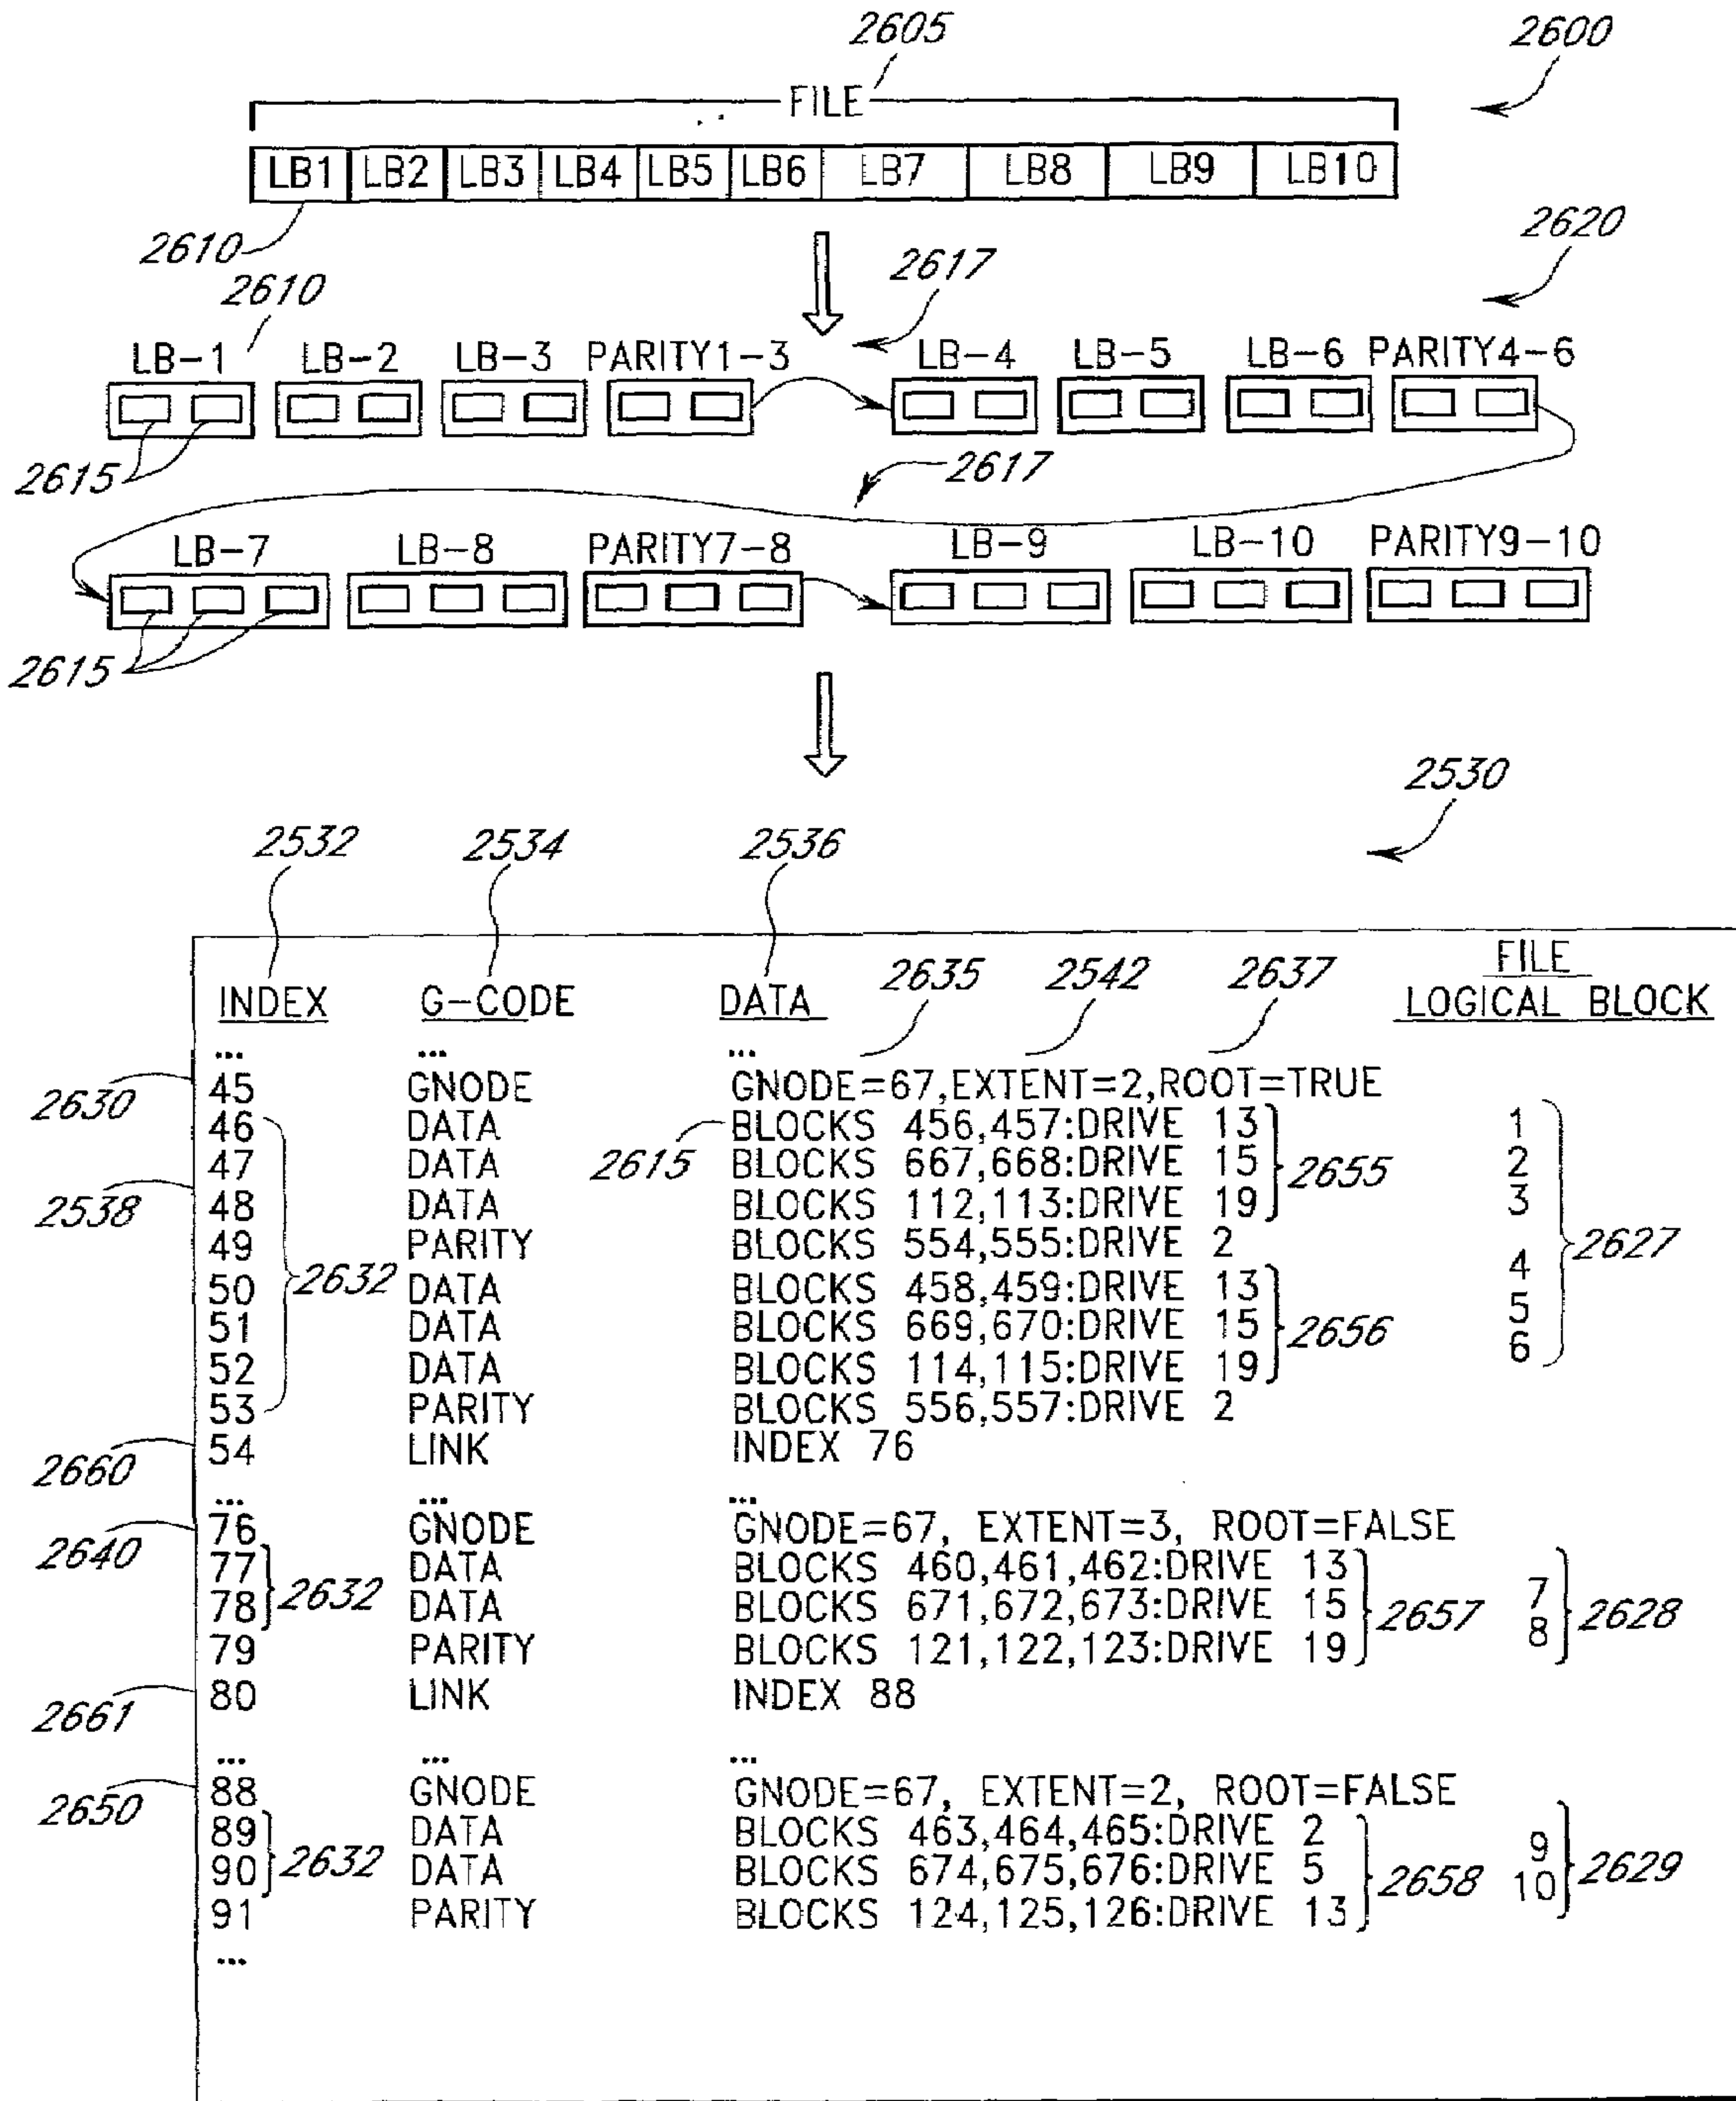 2605
2600
FILE
LB1 LB2 LB3 LB4 LB5 LB6 LB7 LB8 LB9 LB10
2610
2620
2610
2617
LB-1 LB-2 LB-3 PARITY1-3 LB-4 LB-5 LB-6 PARITY4-6
2615
2617
LB-7 LB-8 PARITY7-8 LB-9 LB-10 PARITY9-10
2615
2530
2532 2534 2536
2635 2542 2637 FILE
INDEX G-CODE DATA LOGICAL BLOCK
... ... ...
2630 45 GNODE GNODE=67,EXTENT=2,ROOT=TRUE
46 DATA 2615 BLOCKS 456,457:DRIVE 13 1
47 DATA BLOCKS 667,668:DRIVE 15 2655 2
2538 48 DATA BLOCKS 112,113:DRIVE 19 3
49 PARITY BLOCKS 554,555:DRIVE 2 2627
50 2632 DATA BLOCKS 458,459:DRIVE 13 4
51 DATA BLOCKS 669,670:DRIVE 15 2656 5
52 DATA BLOCKS 114,115:DRIVE 19 6
53 PARITY BLOCKS 556,557:DRIVE 2
2660 54 LINK INDEX 76
... ... ...
2640 76 GNODE GNODE=67, EXTENT=3, ROOT=FALSE
77 DATA BLOCKS 460,461,462:DRIVE 13 7
78 2632 DATA BLOCKS 671,672,673:DRIVE 15 2657 8 2628
79 PARITY BLOCKS 121,122,123:DRIVE 19
2661 80 LINK INDEX 88
... ... ...
2650 88 GNODE GNODE=67, EXTENT=2, ROOT=FALSE
89 DATA BLOCKS 463,464,465:DRIVE 2 9
90 2632 DATA BLOCKS 674,675,676:DRIVE 5 2658 10 2629
91 PARITY BLOCKS 124,125,126:DRIVE 13
...